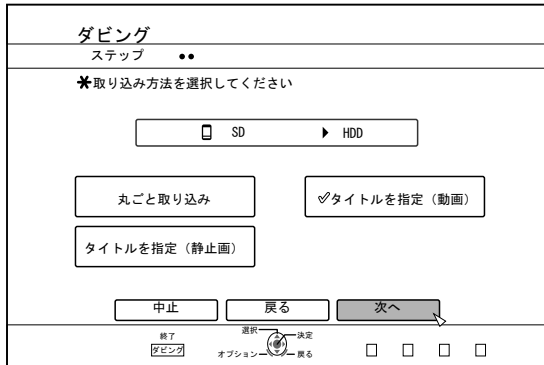 ダビング
ステップ ●●
＊取り込み方法を選択してください
SD ▶ HDD
丸ごと取り込み
✓タイトルを指定（動画）
タイトルを指定（静止画）
中止 戻る 次へ
終了
ダビング
選択 決定
オプション 戻る